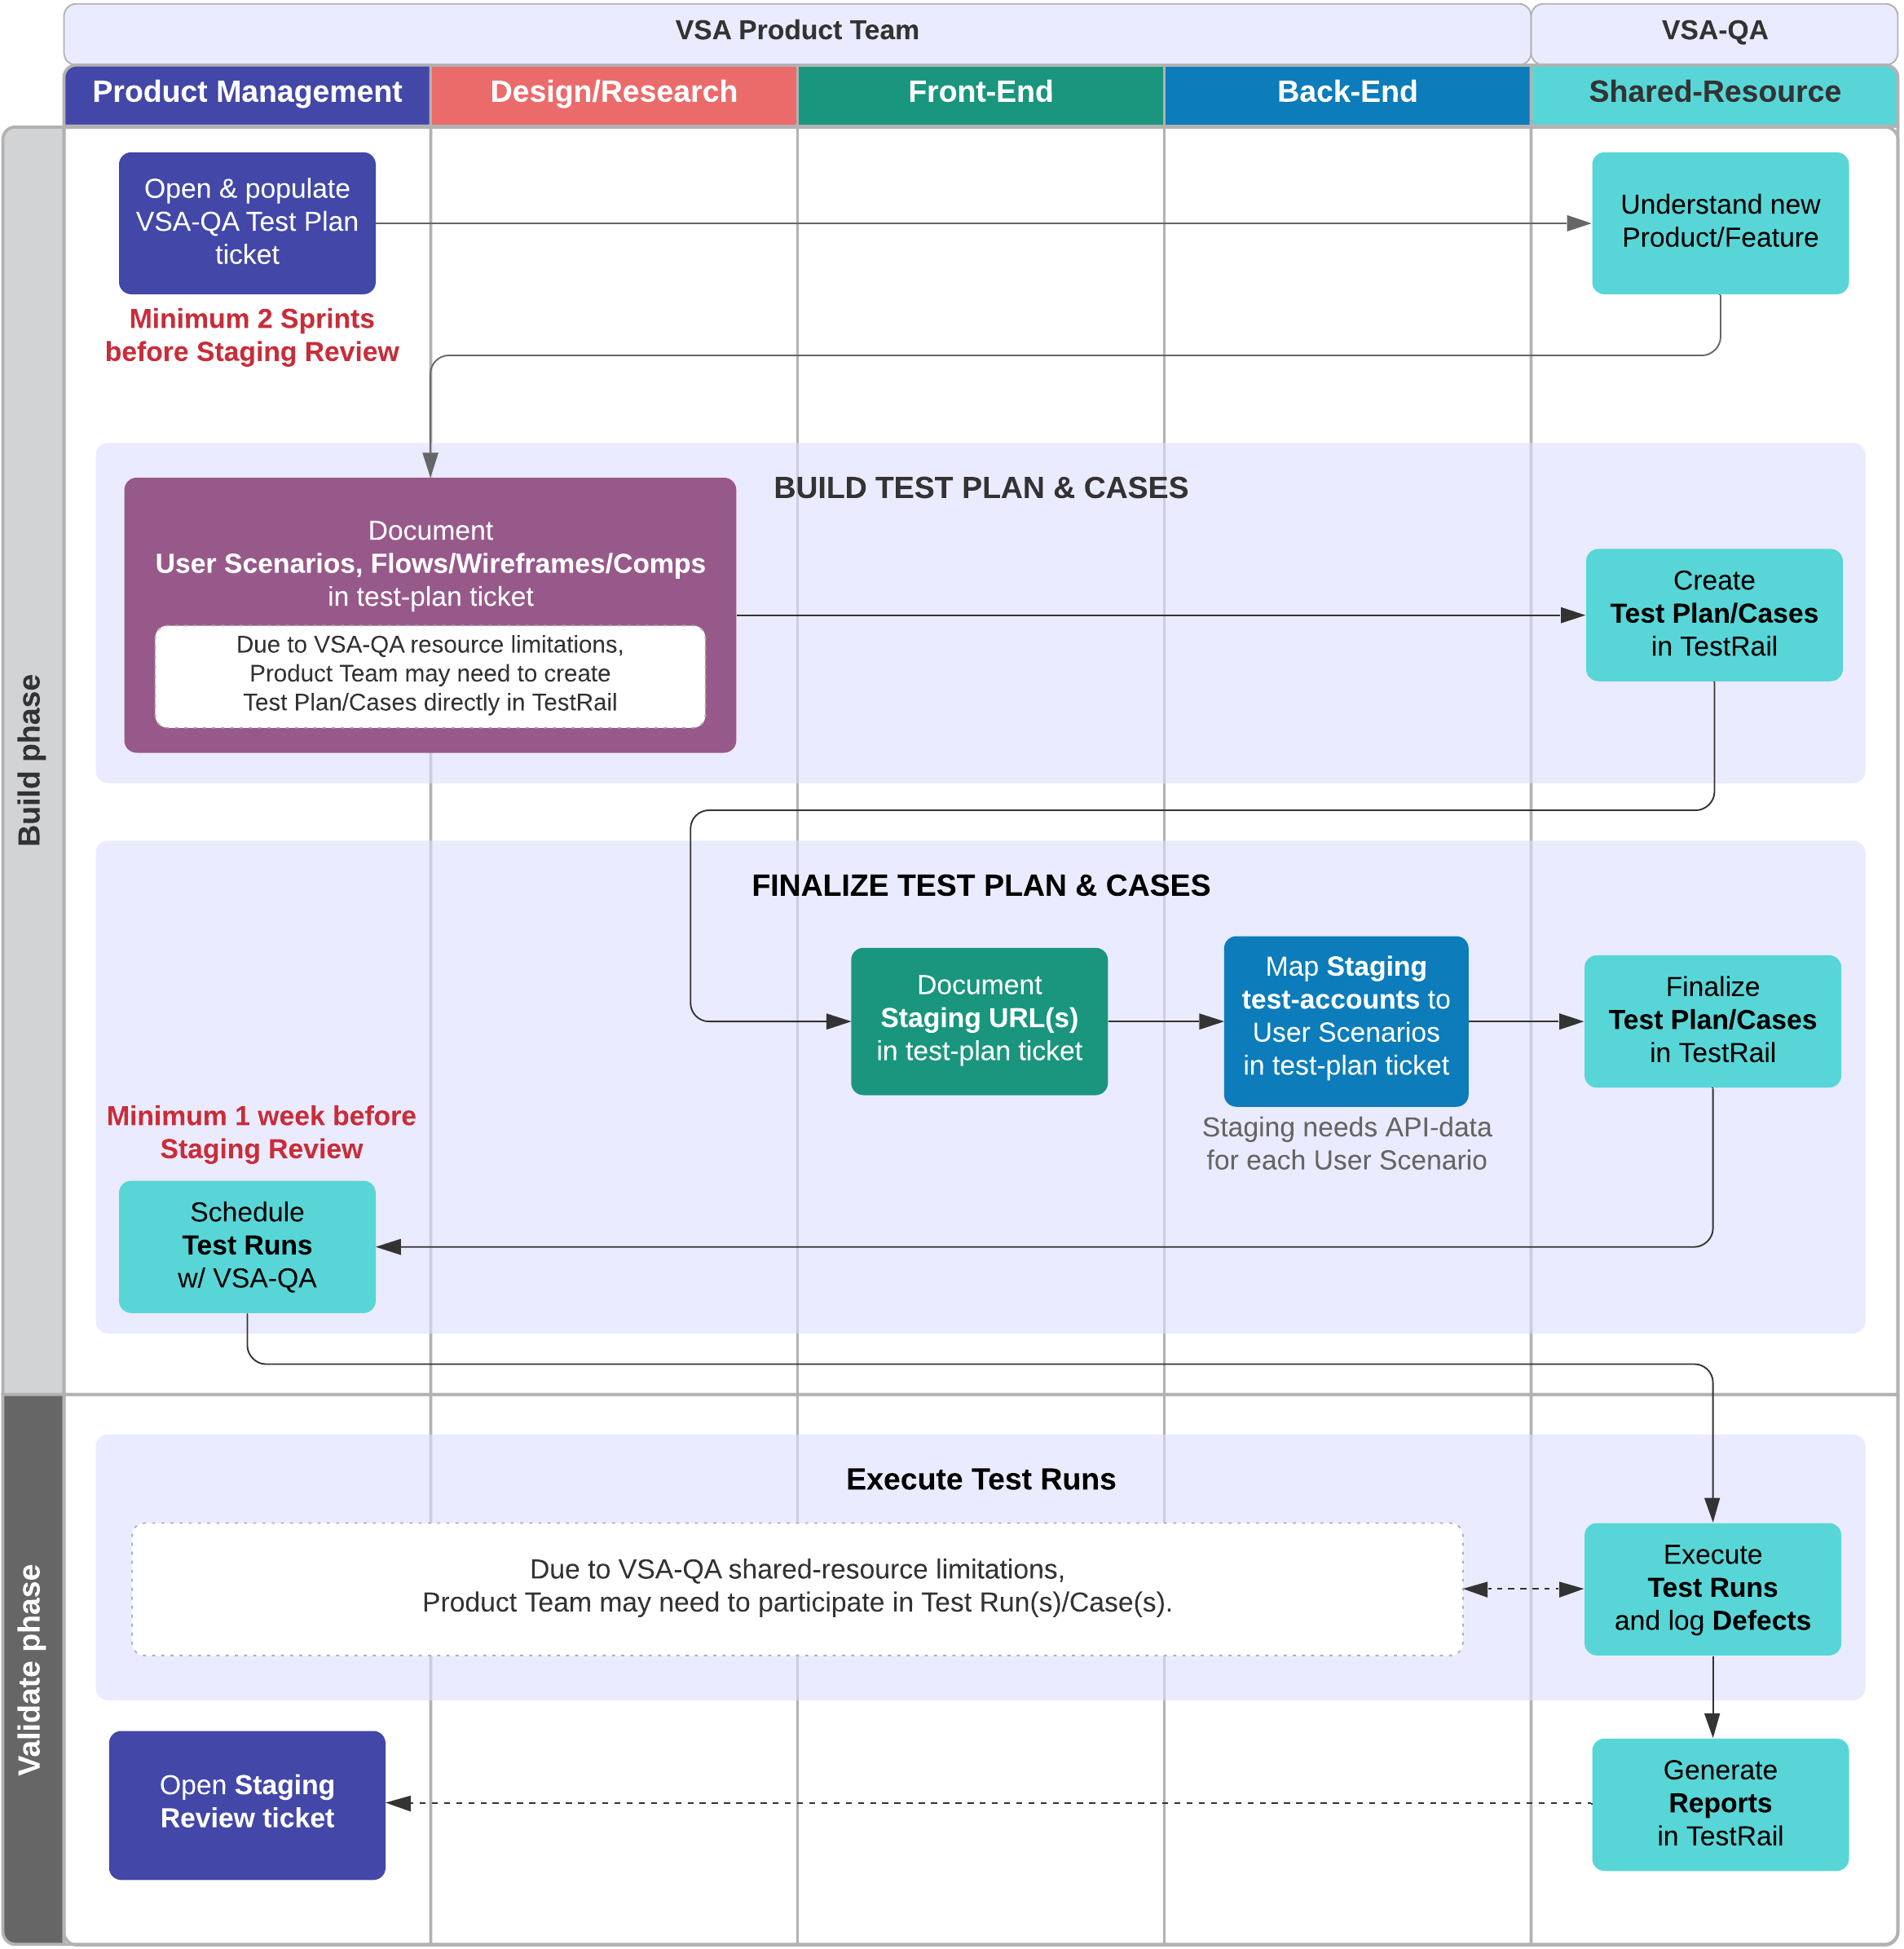 VSA Product Team
VSA-QA
Product Management
Design/Research
Front-End
Back-End
Shared-Resource
Build phase
Open & populate
VSA-QA Test Plan
ticket
Minimum 2 Sprints
before Staging Review
Understand new
Product/Feature
BUILD TEST PLAN & CASES
Document
User Scenarios, Flows/Wireframes/Comps
in test-plan ticket
Due to VSA-QA resource limitations,
Product Team may need to create
Test Plan/Cases directly in TestRail
Create
Test Plan/Cases
in TestRail
FINALIZE TEST PLAN & CASES
Document
Staging URL(s)
in test-plan ticket
Map Staging
test-accounts to
User Scenarios
in test-plan ticket
Staging needs API-data
for each User Scenario
Finalize
Test Plan/Cases
in TestRail
Minimum 1 week before
Staging Review
Schedule
Test Runs
w/ VSA-QA
Validate phase
Execute Test Runs
Due to VSA-QA shared-resource limitations,
Product Team may need to participate in Test Run(s)/Case(s).
Execute
Test Runs
and log Defects
Open Staging
Review ticket
Generate
Reports
in TestRail